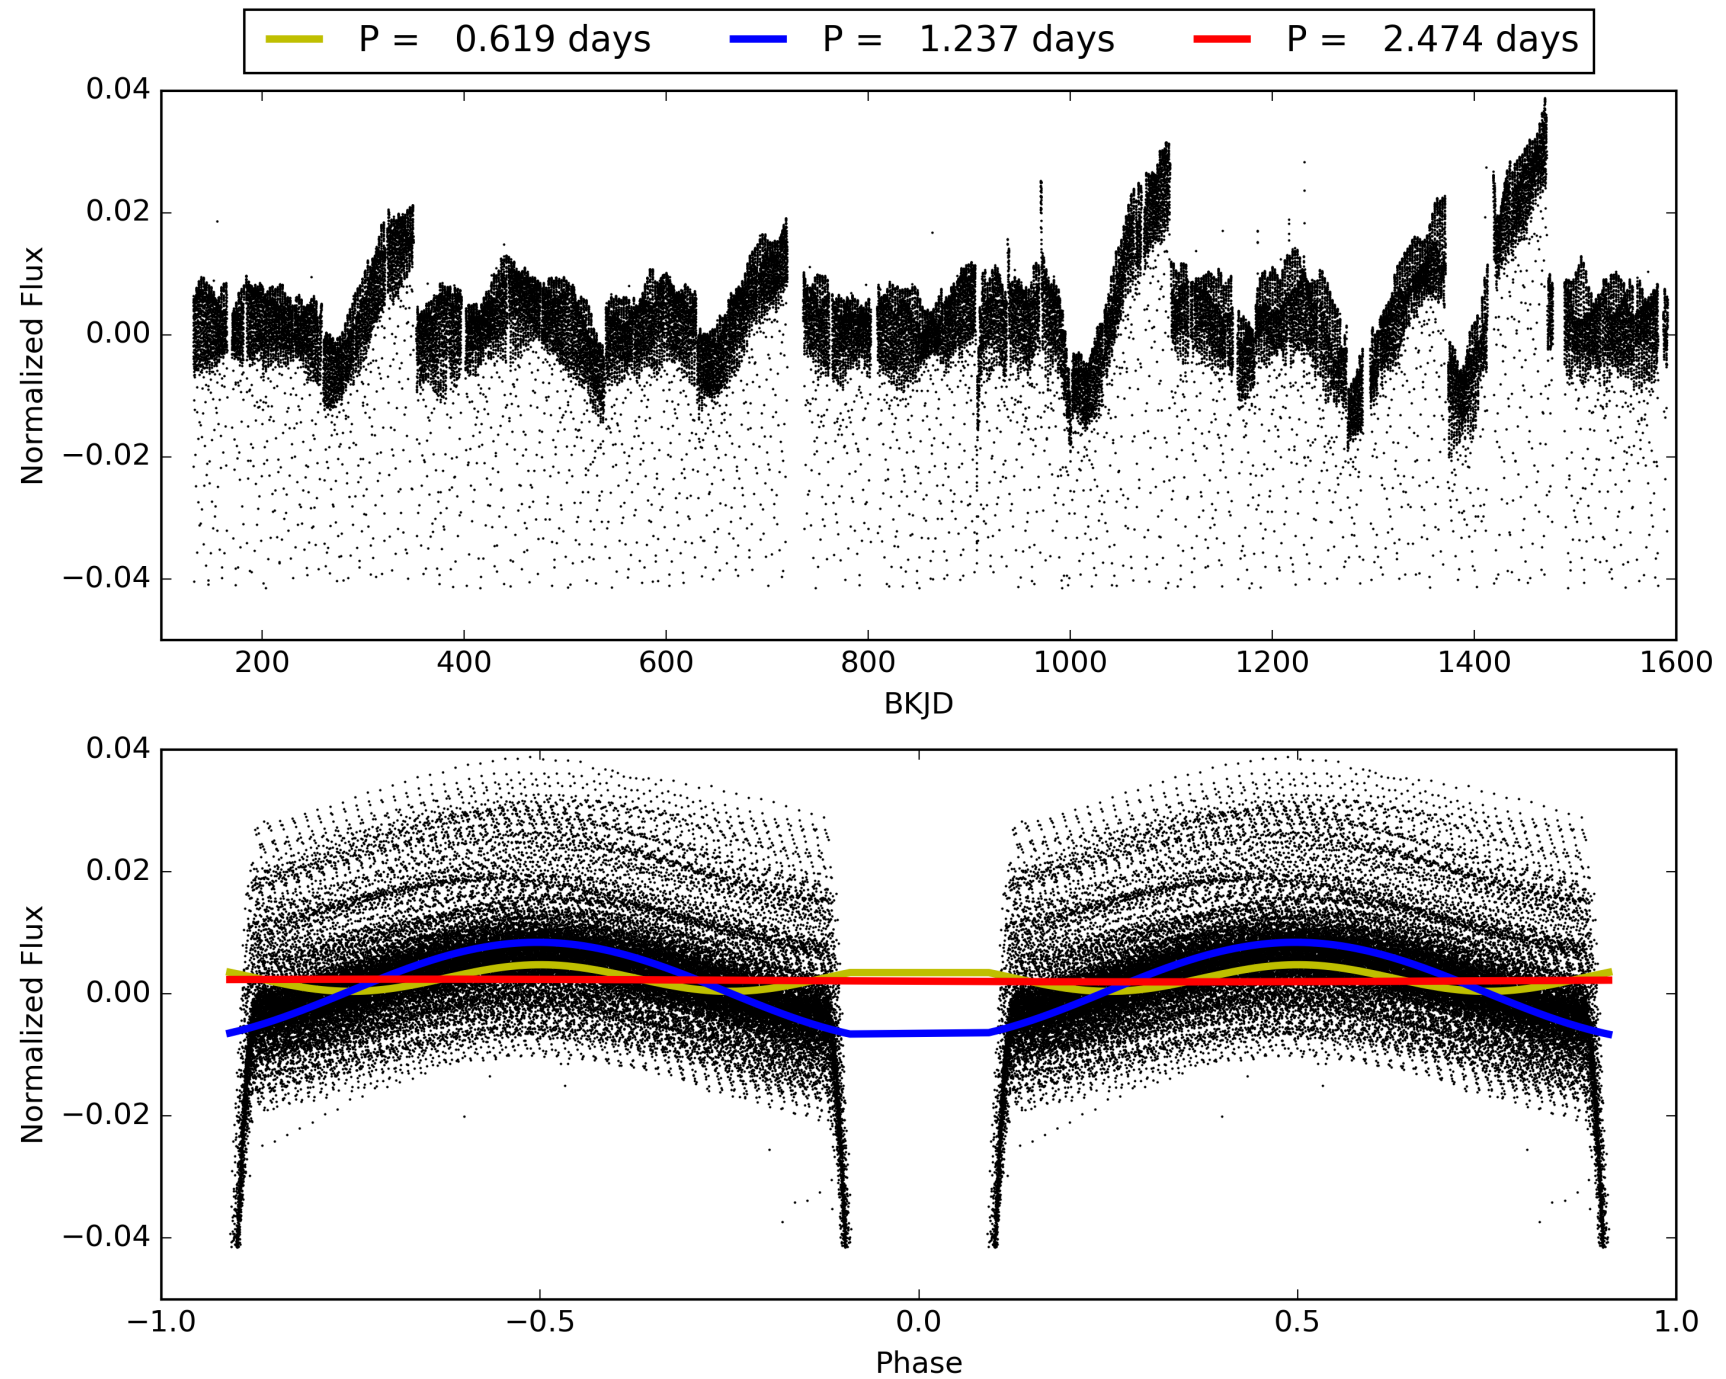 P = 0.619 days P = 1.237 days P = 2.474 days
0.04
0.02
0.00
−0.02
−0.04
Normalized Flux
200 400 600 800 1000 1200 1400 1600
BKJD
0.04
0.02
0.00
−0.02
−0.04
Normalized Flux
−1.0 −0.5 0.0 0.5 1.0
Phase